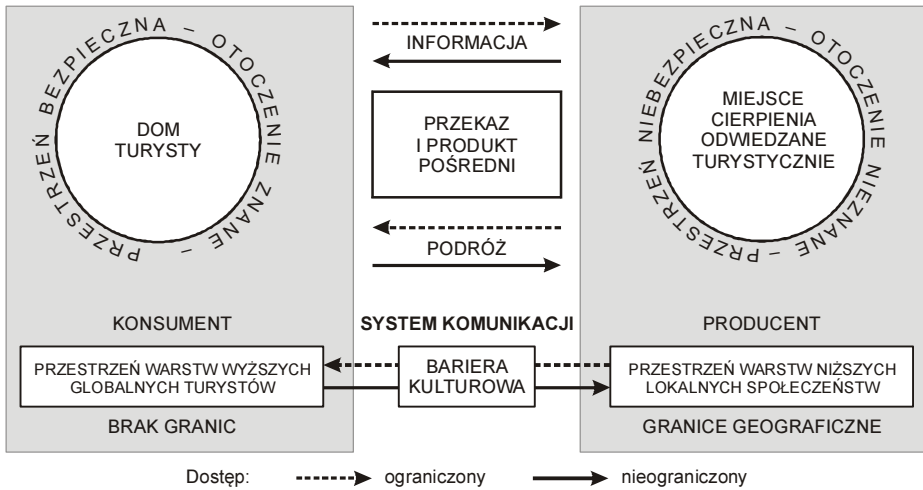 PRZESTRZEŃ BEZPIECZNA – OTOCZENIE ZNANE –
DOM
TURYSTY
INFORMACJA
PRZEKAZ
I PRODUKT
POŚREDNI
PODRÓŻ
PRZESTRZEŃ NIEBEZPIECZNA – OTOCZENIE NIEZNANE –
MIEJSCE
CIERPIENIA
ODWIEDZANE
TURYSTYCZNIE
KONSUMENT
SYSTEM KOMUNIKACJI
PRODUCENT
PRZESTRZEŃ WARSTW WYŻSZYCH
GLOBALNYCH TURYSTÓW
BARIERA
KULTUROWA
PRZESTRZEŃ WARSTW NIŻSZYCH
LOKALNYCH SPOŁECZEŃSTW
BRAK GRANIC
GRANICE GEOGRAFICZNE
Dostęp: ograniczony nieograniczony